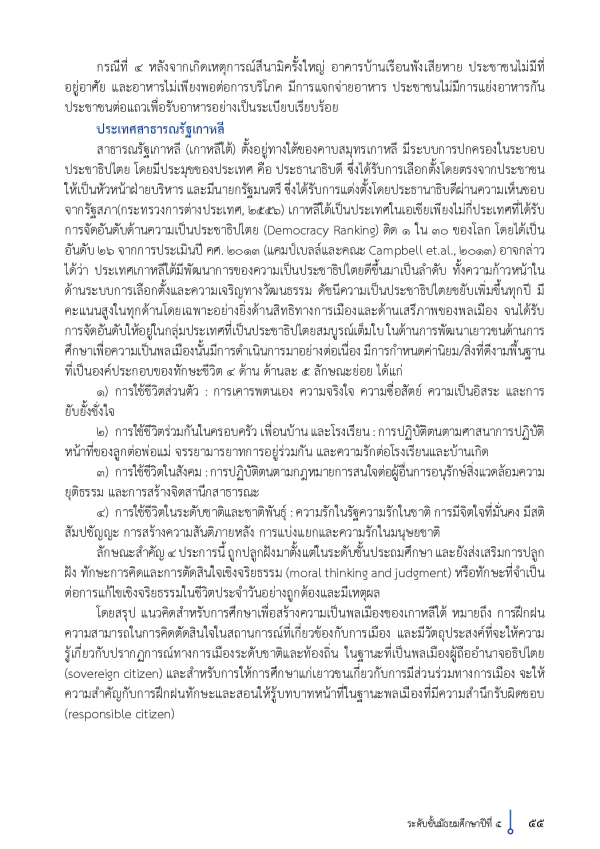 กรณีที่ ๔ หลังจากเกิดเหตุการณ์สึนามิครั้งใหญ่ อาคารบ้านเรือนพังเสียหาย ประชาชนไม่มีที่
อยู่อาศัย และอาหารไม่เพียงพอต่อการบริโภค มีการแจกจ่ายอาหาร ประชาชนไม่มีการแย่งอาหารกัน
ประชาชนต่อแถวเพื่อรับอาหารอย่างเป็นระเบียบเรียบร้อย
ประเทศสาธารณรัฐเกาหลี
สาธารณรัฐเกาหลี (เกาหลีใต้) ตั้งอยู่ทางใต้ของคาบสมุทรเกาหลี มีระบบการปกครองในระบอบ
ประชาธิปไตย โดยมีประมุขของประเทศ คือ ประธานาธิบดี ซึ่งได้รับการเลือกตั้งโดยตรงจากประชาชน
ให้เป็นหัวหน้าฝ่ายบริหาร และมีนายกรัฐมนตรี ซึ่งได้รับการแต่งตั้งโดยประธานาธิบดีผ่านความเห็นชอบ
จากรัฐสภา(กระทรวงการต่างประเทศ, ๒๕๕๖) เกาหลีใต้เป็นประเทศในเอเชียเพียงไม่กี่ประเทศที่ได้รับ
การจัดอันดับด้านความเป็นประชาธิปไตย (Democracy Ranking) ติด ๑ ใน ๓๐ ของโลก โดยได้เป็น
อันดับ ๒๖ จากการประเมินปี คศ. ๒๐๑๓ (แคมป์เบลล์และคณะ Campbell et.al., ๒๐๑๓) อาจกล่าว
ได้ว่า ประเทศเกาหลีใต้มีพัฒนาการของความเป็นประชาธิปไตยดีขึ้นมาเป็นลำดับ ทั้งความก้าวหน้าใน
ด้านระบบการเลือกตั้งและความเจริญทางวัฒนธรรม ดัชนีความเป็นประชาธิปไตยขยับเพิ่มขึ้นทุกปี มี
คะแนนสูงในทุกด้านโดยเฉพาะอย่างยิ่งด้านสิทธิทางการเมืองและด้านเสรีภาพของพลเมือง จนได้รับ
การจัดอันดับให้อยู่ในกลุ่มประเทศที่เป็นประชาธิปไตยสมบูรณ์เต็มใบ ในด้านการพัฒนาเยาวชนด้านการ
ศึกษาเพื่อความเป็นพลเมืองนั้นมีการดำเนินการมาอย่างต่อเนื่อง มีการกำหนดค่านิยม/สิ่งที่ดีงามพื้นฐาน
ที่เป็นองค์ประกอบของทักษะชีวิต ๔ ด้าน ด้านละ ๕ ลักษณะย่อย ได้แก่
๑) การใช้ชีวิตส่วนตัว : การเคารพตนเอง ความจริงใจ ความซื่อสัตย์ ความเป็นอิสระ และการ
ยับยั้งชั่งใจ
๒) การใช้ชีวิตร่วมกันในครอบครัว เพื่อนบ้าน และโรงเรียน : การปฏิบัติตนตามศาสนาการปฏิบัติ
หน้าที่ของลูกต่อพ่อแม่ จรรยามารยาทการอยู่ร่วมกัน และความรักต่อโรงเรียนและบ้านเกิด
๓) การใช้ชีวิตในสังคม : การปฏิบัติตนตามกฎหมายการสนใจต่อผู้อื่นการอนุรักษ์สิ่งแวดล้อมความ
ยุติธรรม และการสร้างจิตสานึกสาธารณะ
๔) การใช้ชีวิตในระดับชาติและชาติพันธุ์ : ความรักในรัฐความรักในชาติ การมีจิตใจที่มั่นคง มีสติ
สัมปชัญญะ การสร้างความสันติภายหลัง การแบ่งแยกและความรักในมนุษยชาติ
ลักษณะสำคัญ ๔ ประการนี้ ถูกปลูกฝังมาตั้งแต่ในระดับชั้นประถมศึกษา และยังส่งเสริมการปลูก
ฝัง ทักษะการคิดและการตัดสินใจเชิงจริยธรรม (moral thinking and judgment) หรือทักษะที่จำเป็น
ต่อการแก้ไขเชิงจริยธรรมในชีวิตประจำวันอย่างถูกต้องและมีเหตุผล
โดยสรุป แนวคิดสำหรับการศึกษาเพื่อสร้างความเป็นพลเมืองของเกาหลีใต้ หมายถึง การฝึกฝน
ความสามารถในการคิดตัดสินใจในสถานการณ์ที่เกี่ยวข้องกับการเมือง และมีวัตถุประสงค์ที่จะให้ความ
รู้เกี่ยวกับปรากฏการณ์ทางการเมืองระดับชาติและท้องถิ่น ในฐานะที่เป็นพลเมืองผู้ถืออำนาจอธิปไตย
(sovereign citizen) และสำหรับการให้การศึกษาแก่เยาวชนเกี่ยวกับการมีส่วนร่วมทางการเมือง จะให้
ความสำคัญกับการฝึกฝนทักษะและสอนให้รู้บทบาทหน้าที่ในฐานะพลเมืองที่มีความสำนึกรับผิดชอบ
(responsible citizen)
ระดับชั้นมัธยมศึกษาปีที่ ๔ ๕๕